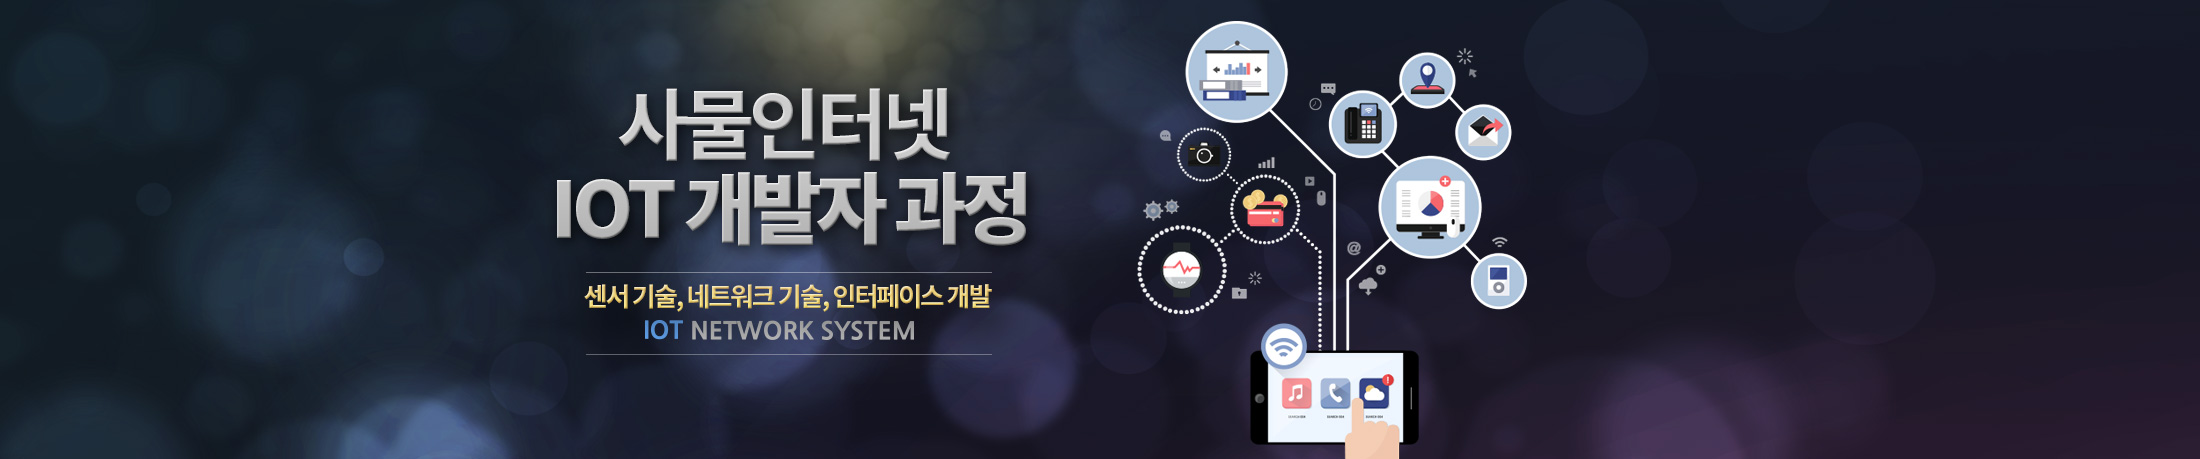 사물인터넷
IOT 개발자 과정
센서 기술, 네트워크 기술, 인터페이스 개발
IOT NETWORK SYSTEM